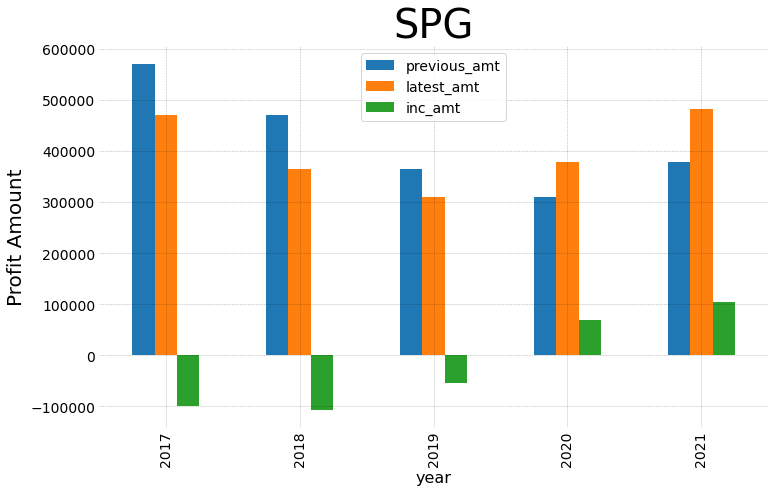 SPG
previous_amt
latest_amt
inc_amt
Profit Amount
600000
500000
400000
300000
200000
100000
0
−100000
2017
2018
2019
2020
2021
year